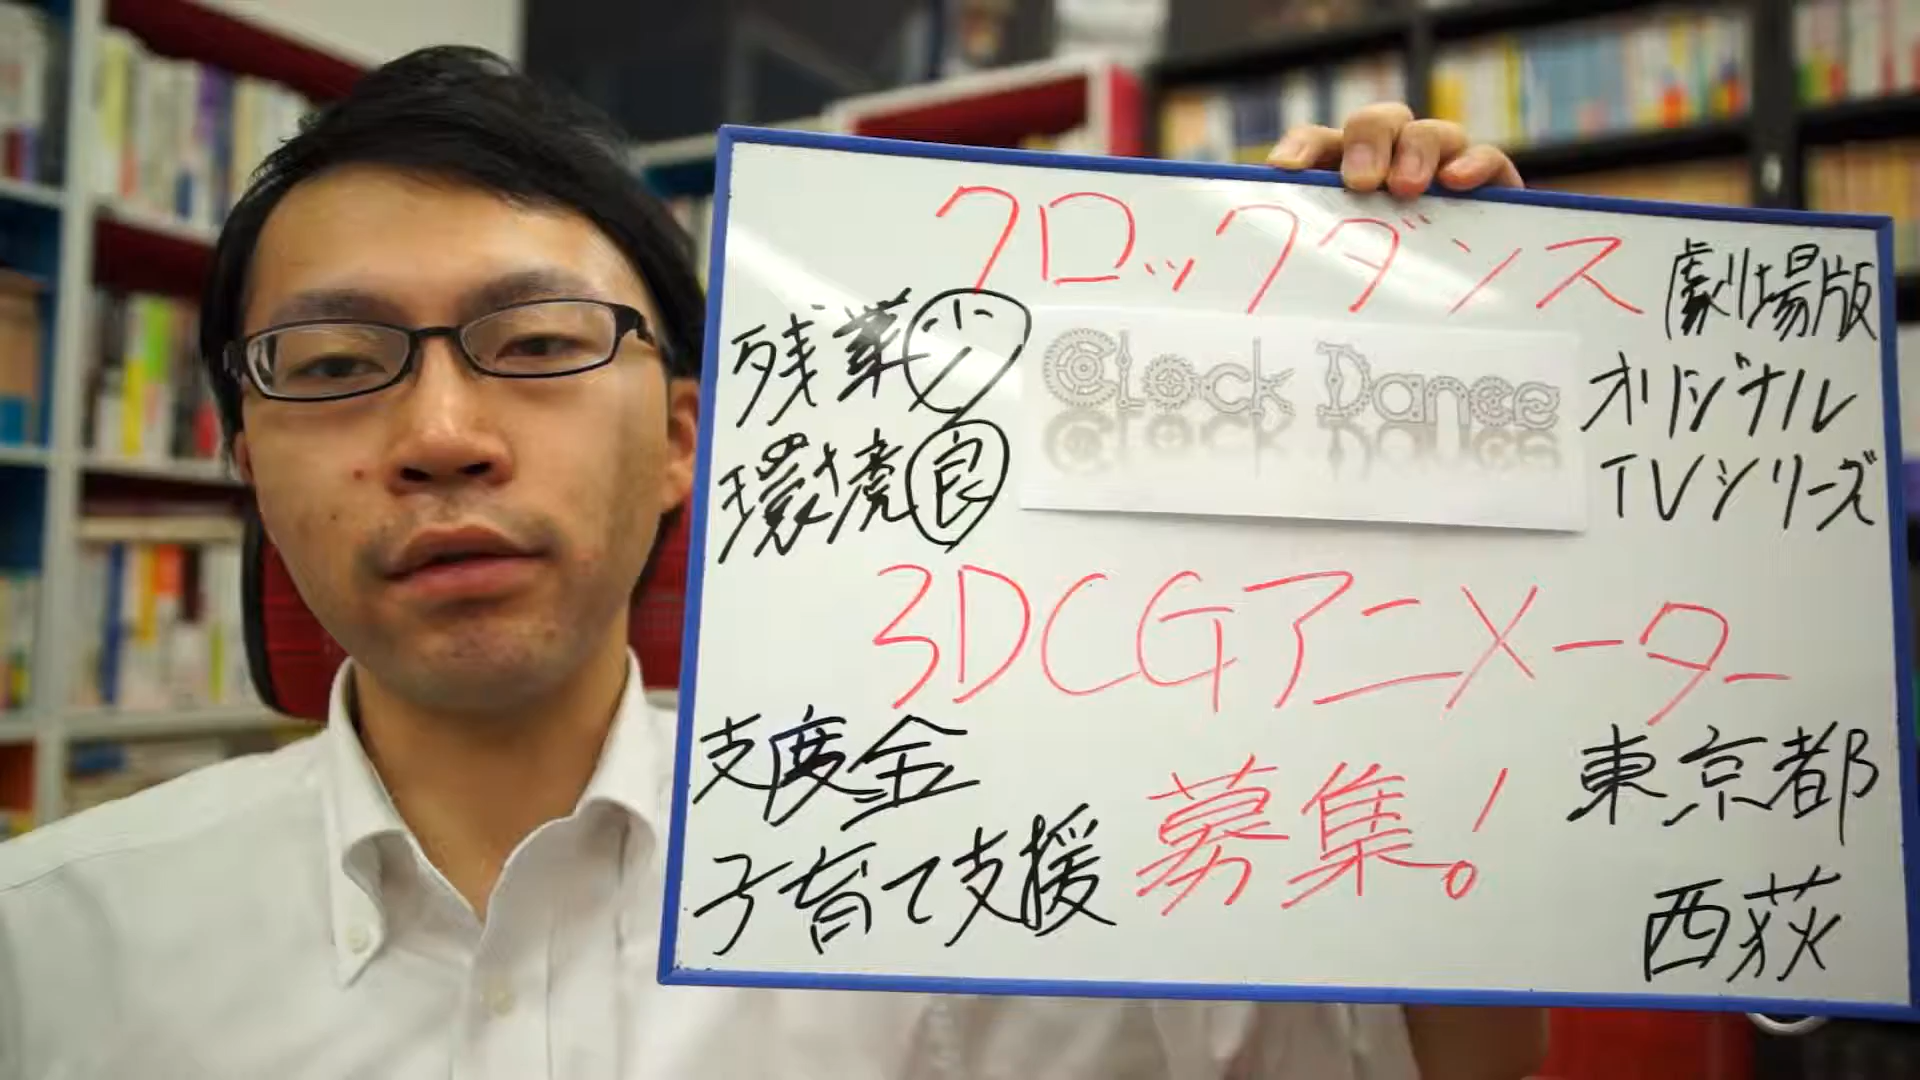 クロックダンス
残業少
環境良
Clock Dance
劇場版
オリジナル
TVシリーズ
3DCGアニメーター
募集!
支度金
子育て支援
東京都
西荻